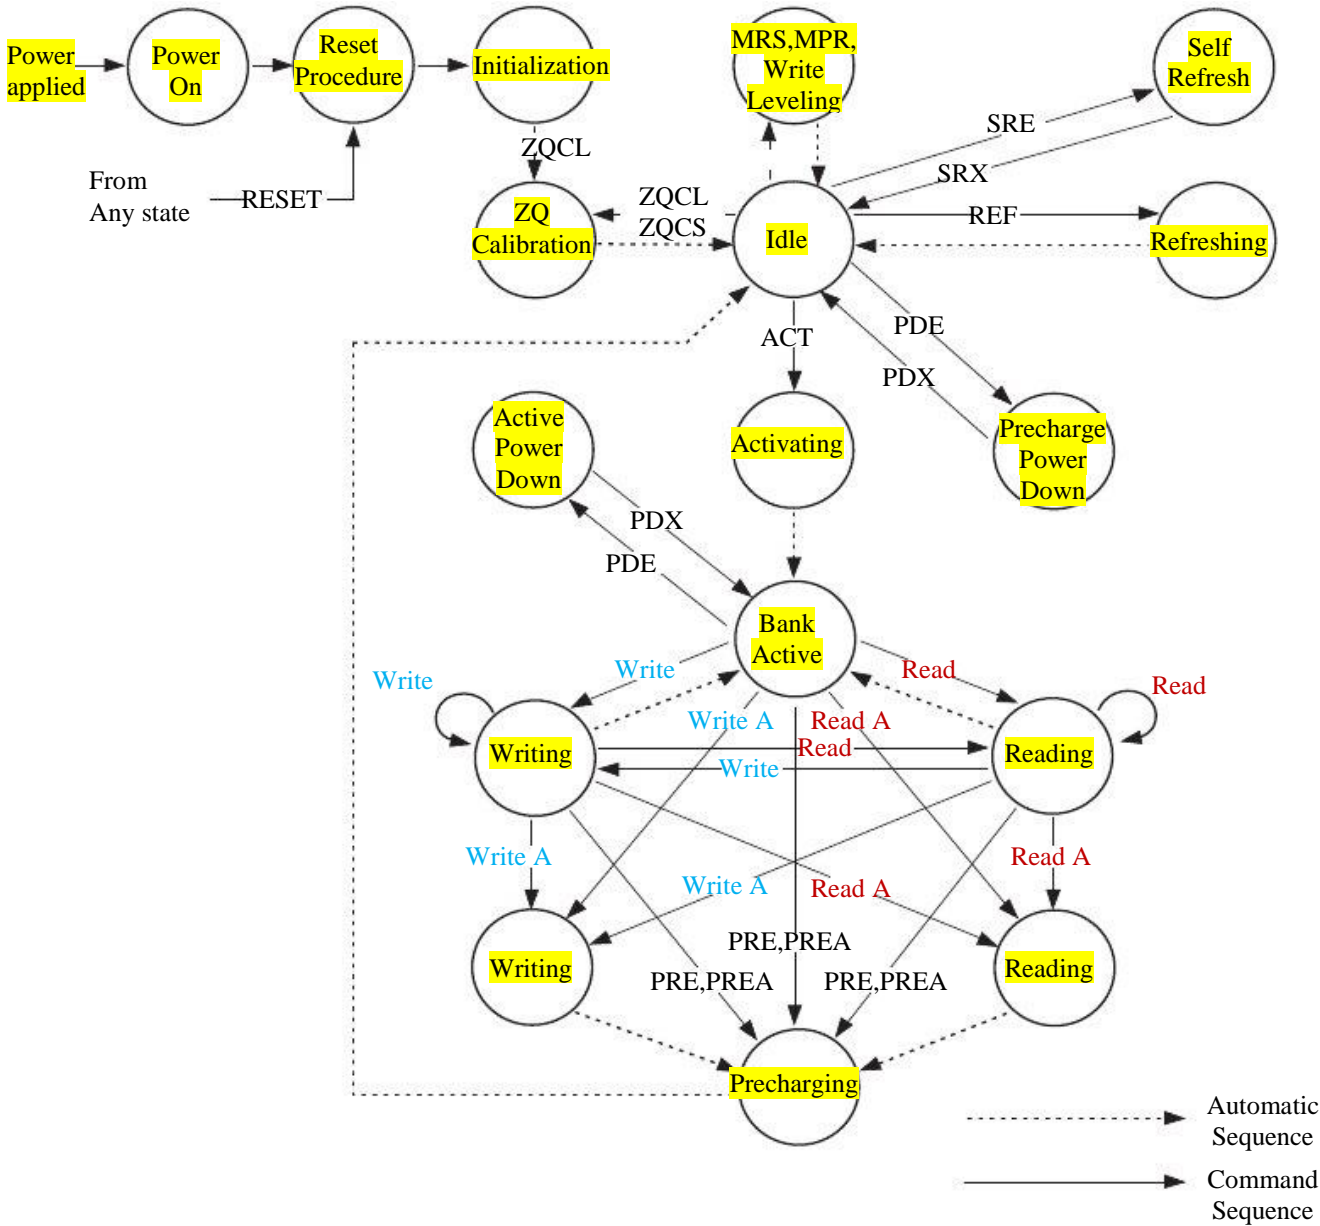 Power
applied
Power
On
Reset
Procedure
Initialization
MRS,MPR,
Write
Leveling
Self
Refresh
ZQCL
SRE
SRX
From
Any state
RESET
ZQ
Calibration
ZQCL
ZQCS
Idle
REF
Refreshing
ACT
PDE
PDX
Active
Power
Down
Activating
Precharge
Power
Down
PDX
PDE
Bank
Active
Write
Write
Read
Read
Write A
Read A
Writing
Read
Write
Reading
Write A
Write A
Read A
Read A
PRE,PREA
Writing
PRE,PREA
PRE,PREA
Reading
Precharging
Automatic
Sequence
Command
Sequence